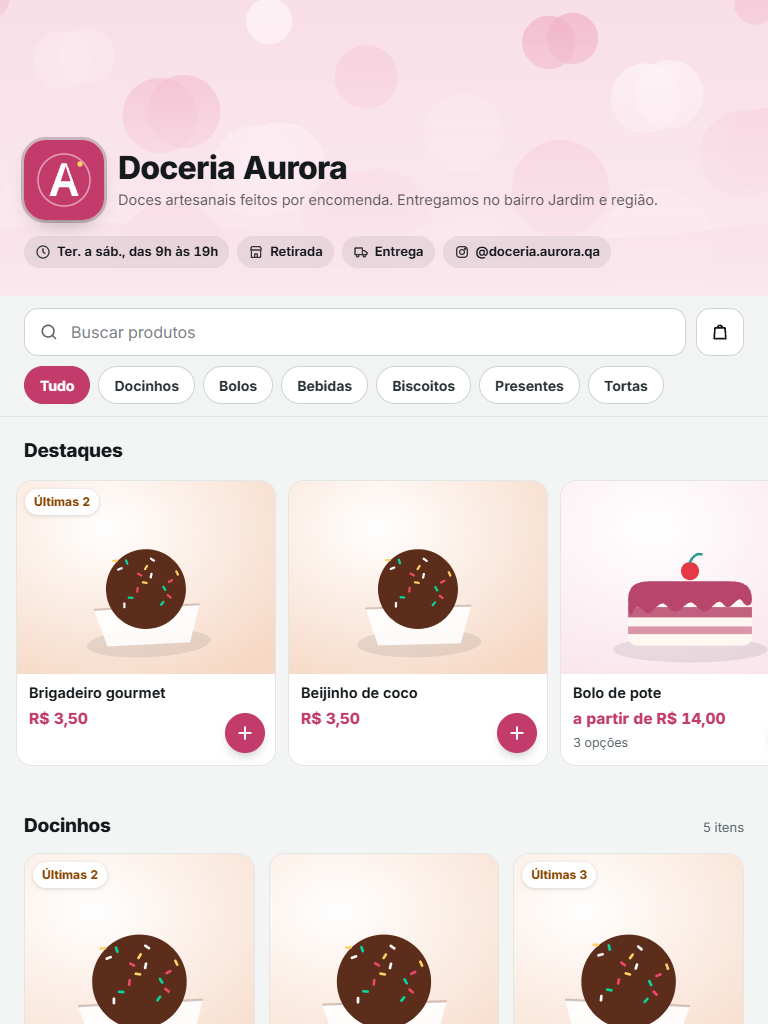 A
Doceria Aurora
Doces artesanais feitos por encomenda. Entregamos no bairro Jardim e região.
Ter. a sáb., das 9h às 19h
Retirada
Entrega
@doceria.aurora.qa
Buscar produtos
Tudo
Docinhos
Bolos
Bebidas
Biscoitos
Presentes
Tortas
Destaques
Últimas 2
Brigadeiro gourmet
R$ 3,50
Beijinho de coco
R$ 3,50
Bolo de pote
a partir de R$ 14,00
3 opções
Docinhos
5 itens
Últimas 2
Últimas 3